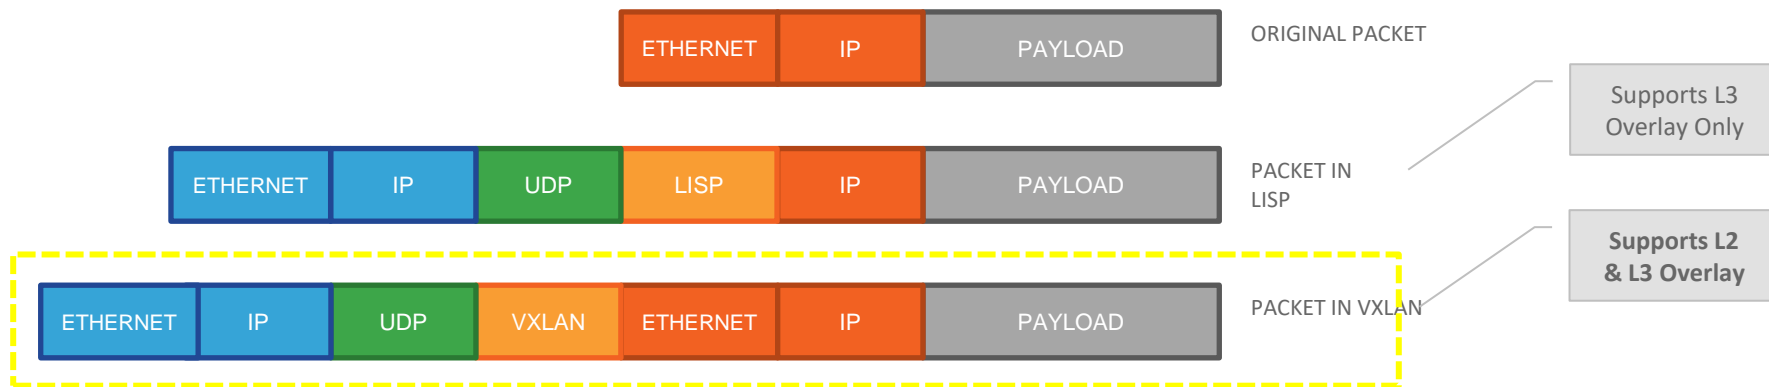 ETHERNET IP PAYLOAD ORIGINAL PACKET
Supports L3
Overlay Only
ETHERNET IP UDP LISP IP PAYLOAD PACKET IN
LISP
Supports L2
& L3 Overlay
ETHERNET IP UDP VXLAN ETHERNET IP PAYLOAD PACKET IN VXLAN